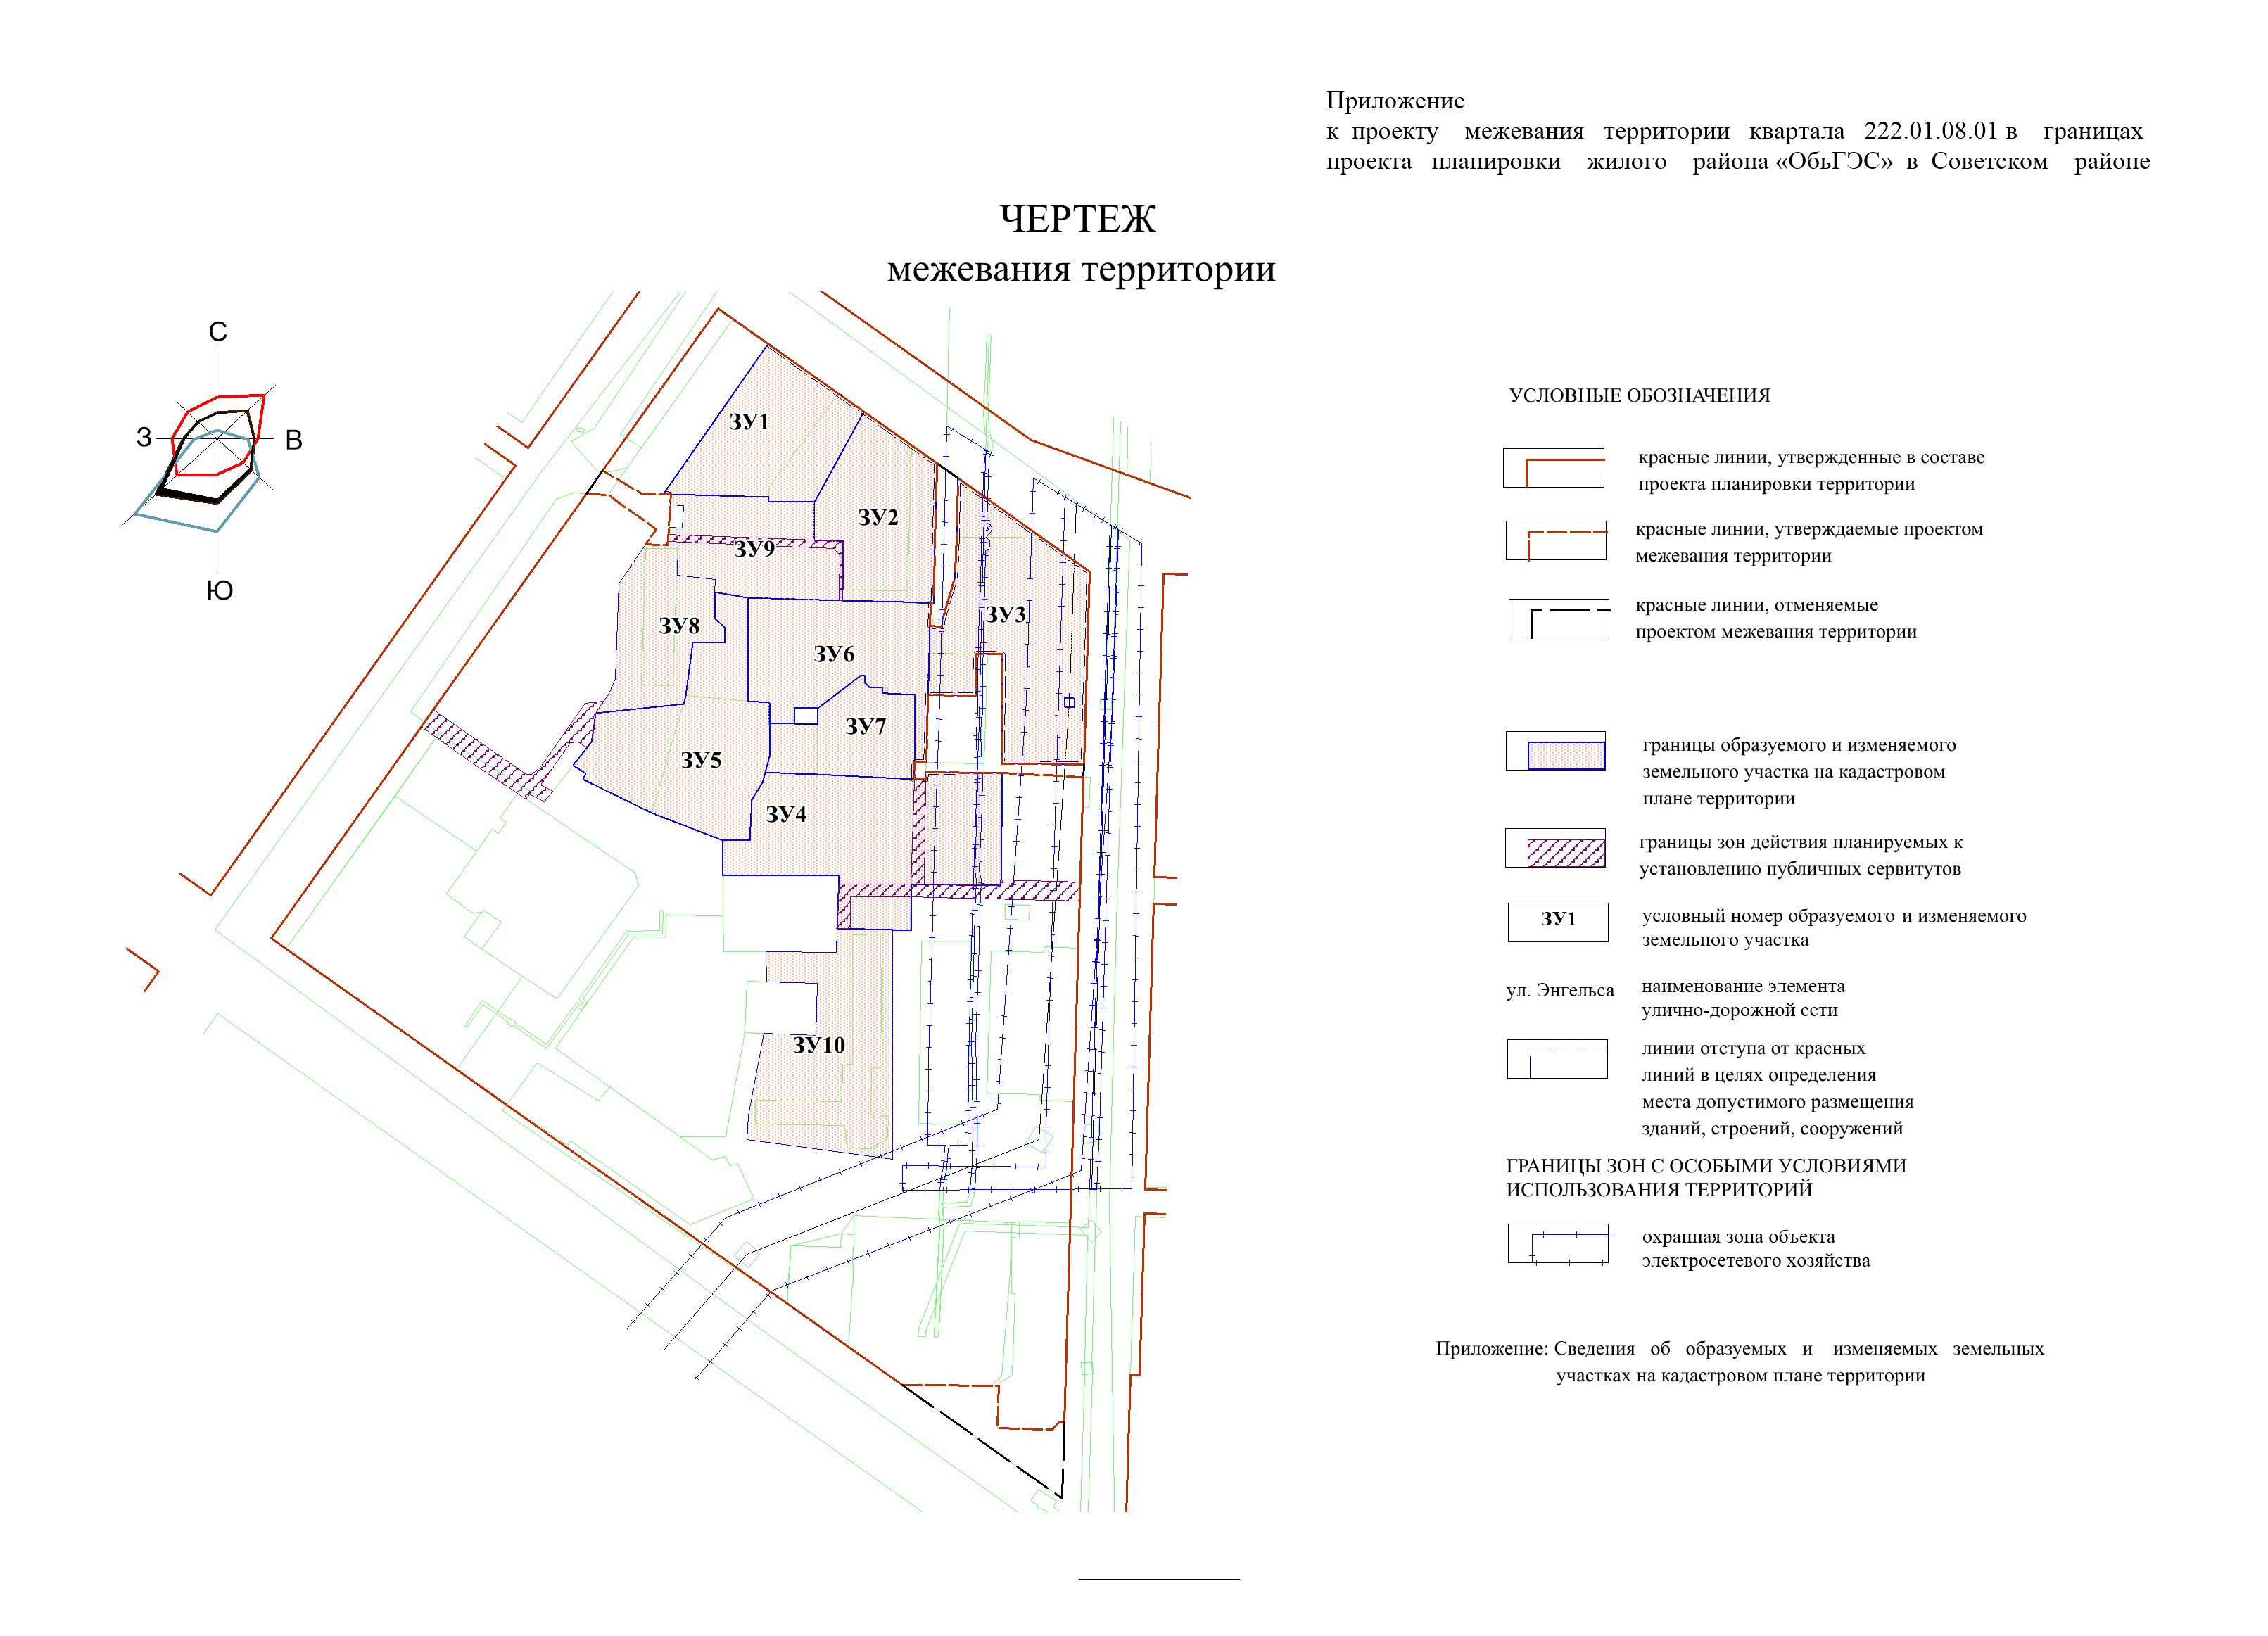 Приложение
к проекту межевания территории квартала 222.01.08.01 в границах
проекта планировки жилого района «ОбьГЭС» в Советском районе
ЧЕРТЕЖ
межевания территории
С
З
В
Ю
ЗУ1
ЗУ2
ЗУ9
ЗУ3
ЗУ8
ЗУ6
ЗУ7
ЗУ5
ЗУ4
ЗУ10
УСЛОВНЫЕ ОБОЗНАЧЕНИЯ
красные линии, утвержденные в составе
проекта планировки территории
красные линии, утверждаемые проектом
межевания территории
красные линии, отменяемые
проектом межевания территории
границы образуемого и изменяемого
земельного участка на кадастровом
плане территории
границы зон действия планируемых к
установлению публичных сервитутов
ЗУ1
условный номер образуемого и изменяемого
земельного участка
ул. Энгельса
наименование элемента
улично-дорожной сети
линии отступа от красных
линий в целях определения
места допустимого размещения
зданий, строений, сооружений
ГРАНИЦЫ ЗОН С ОСОБЫМИ УСЛОВИЯМИ
ИСПОЛЬЗОВАНИЯ ТЕРРИТОРИЙ
охранная зона объекта
электросетевого хозяйства
Приложение: Сведения об образуемых и изменяемых земельных
участках на кадастровом плане территории